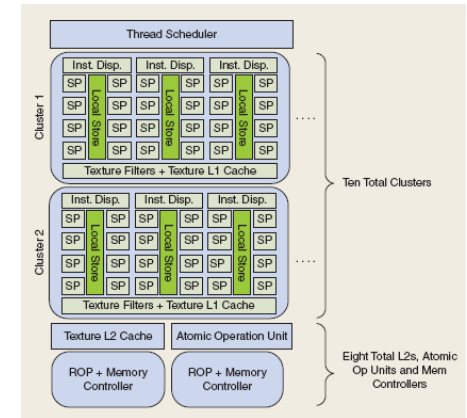 Thread Scheduler
Cluster 1
Inst. Disp. Inst. Disp. Inst. Disp.
SP SP SP SP SP SP
SP SP SP SP SP SP
SP SP SP SP SP SP
SP SP SP SP SP SP
Local Store Local Store Local Store
Texture Filters + Texture L1 Cache
....
Cluster 2
Inst. Disp. Inst. Disp. Inst. Disp.
SP SP SP SP SP SP
SP SP SP SP SP SP
SP SP SP SP SP SP
SP SP SP SP SP SP
Local Store Local Store Local Store
Texture Filters + Texture L1 Cache
....
Ten Total Clusters
Texture L2 Cache
Atomic Operation Unit
ROP + Memory
Controller
ROP + Memory
Controller
Eight Total L2s, Atomic
Op Units and Mem
Controllers